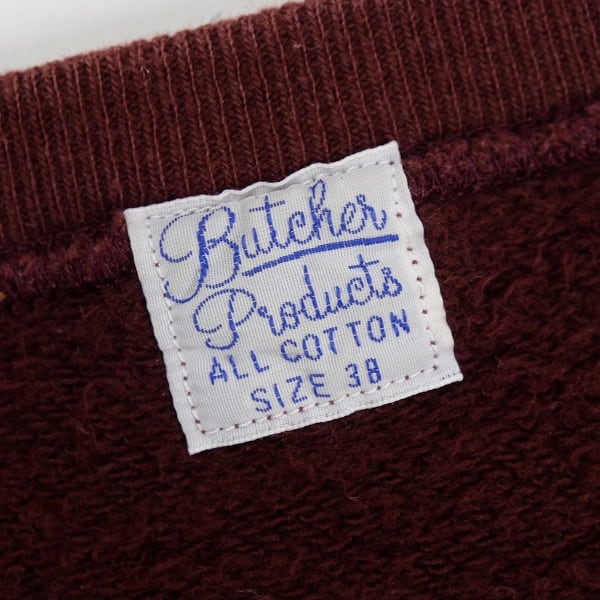 Butcher
Products
ALL COTTON
SIZE 38